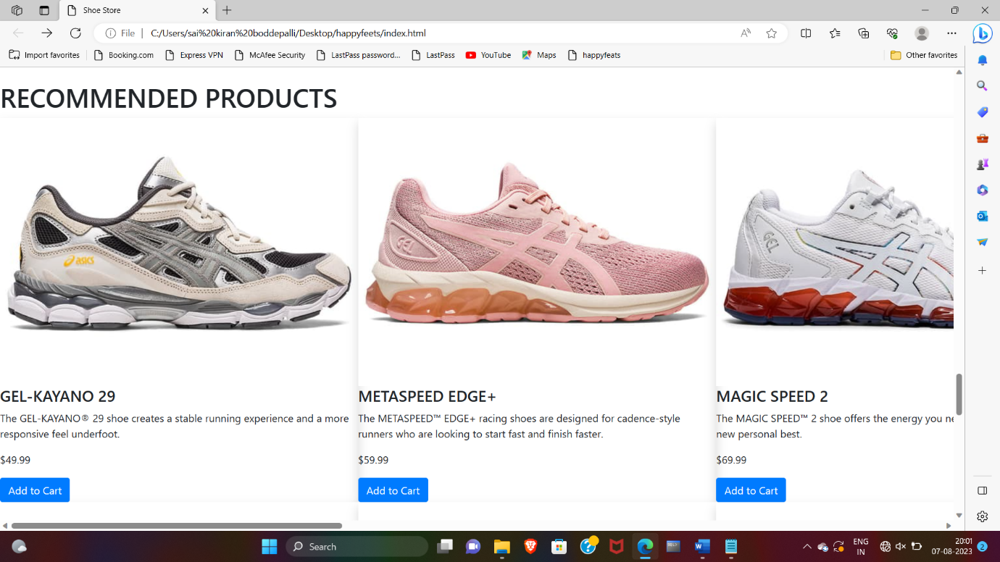 Shoe Store
File
C:/Users/sai%20kiran%20boddepalli/Desktop/happyfeets/index.html
Import favorites
Booking.com
Express VPN
McAfee Security
LastPass password...
LastPass
YouTube
Maps
happyfeats
Other favorites
RECOMMENDED PRODUCTS
asics
GEL
GEL
GEL-KAYANO 29
The GEL-KAYANO® 29 shoe creates a stable running experience and a more
responsive feel underfoot.
$49.99
Add to Cart
METASPEED EDGE+
The METASPEED™ EDGE+ racing shoes are designed for cadence-style
runners who are looking to start fast and finish faster.
$59.99
Add to Cart
MAGIC SPEED 2
The MAGIC SPEED™ 2 shoe offers the energy you ne
new personal best.
$69.99
Add to Cart
Search
ENG
IN
20:01
07-08-2023
2